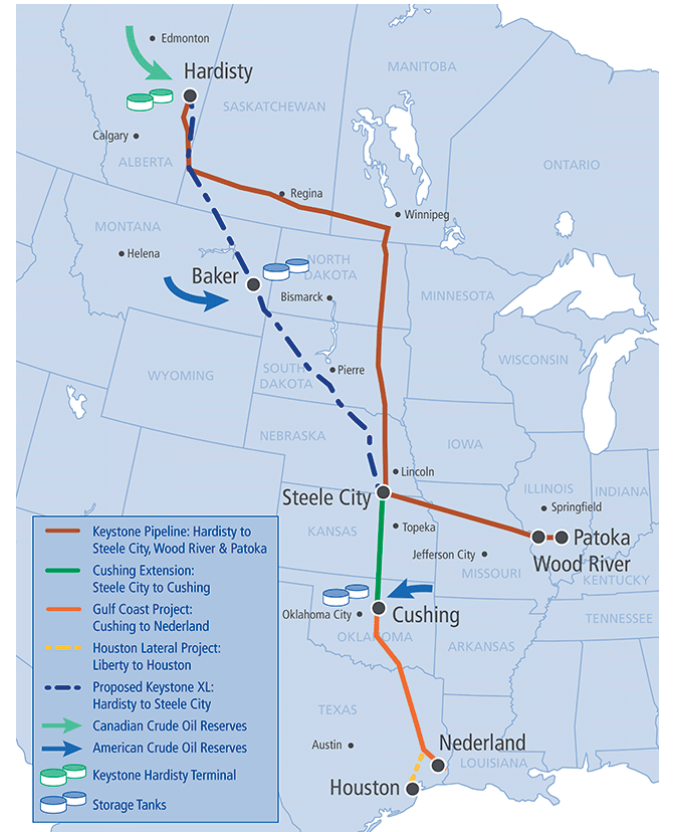 Edmonton
Hardisty
MANITOBA
SASKATCHEWAN
Calgary
ALBERTA
ONTARIO
Regina
Winnipeg
MONTANA
Helena
NORTH
DAKOTA
Baker
Bismarck
MINNESOTA
WISCONSIN
WYOMING
SOUTH
DAKOTA
Pierre
NEBRASKA
IOWA
Lincoln
Steele City
ILLINOIS
INDIANA
Springfield
KANSAS
Topeka
Patoka
Wood River
Jefferson City
MISSOURI
KENTUCKY
Oklahoma City
Cushing
OKLAHOMA
TENNESSEE
ARKANSAS
TEXAS
Austin
Nederland
LOUISIANA
Houston
Keystone Pipeline: Hardisty to
Steele City, Wood River & Patoka
Cushing Extension:
Steele City to Cushing
Gulf Coast Project:
Cushing to Nederland
Houston Lateral Project:
Liberty to Houston
Proposed Keystone XL:
Hardisty to Steele City
Canadian Crude Oil Reserves
American Crude Oil Reserves
Keystone Hardisty Terminal
Storage Tanks